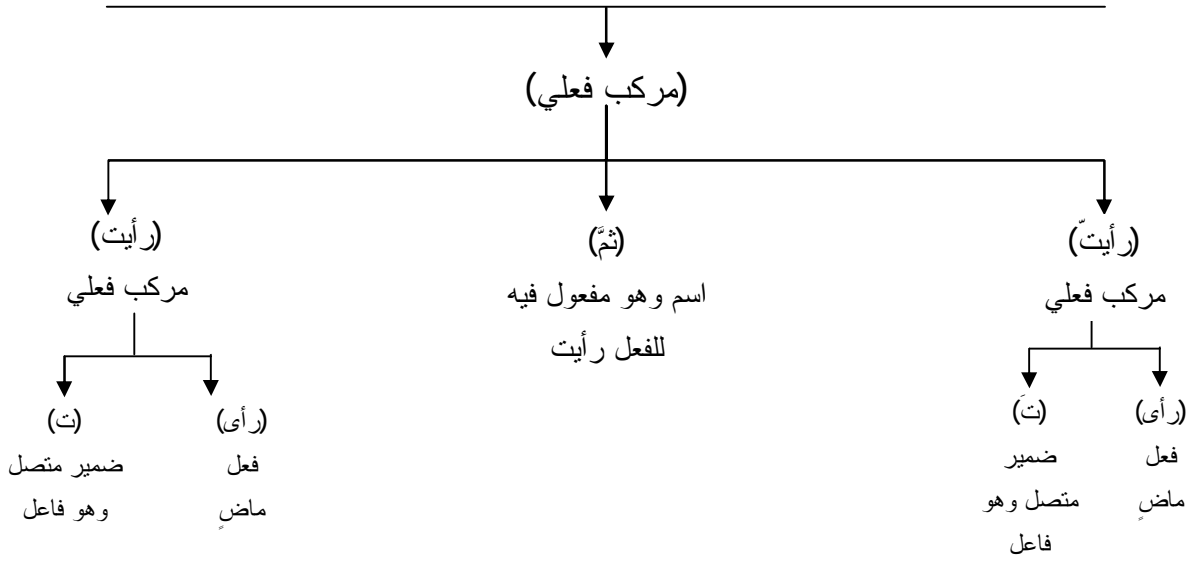 (مركب فعلي)
(رأيتّ)
(ثمَّ)
(رأيت)
مركب فعلي
اسم وهو مفعول فيه
مركب فعلي
للفعل رأيت
(رأى)
(تَ)
(رأى)
(ت)
فعل
ضمير
فعل
ضمير متصل
ماضٍ
متصل وهو
ماضٍ
وهو فاعل
فاعل